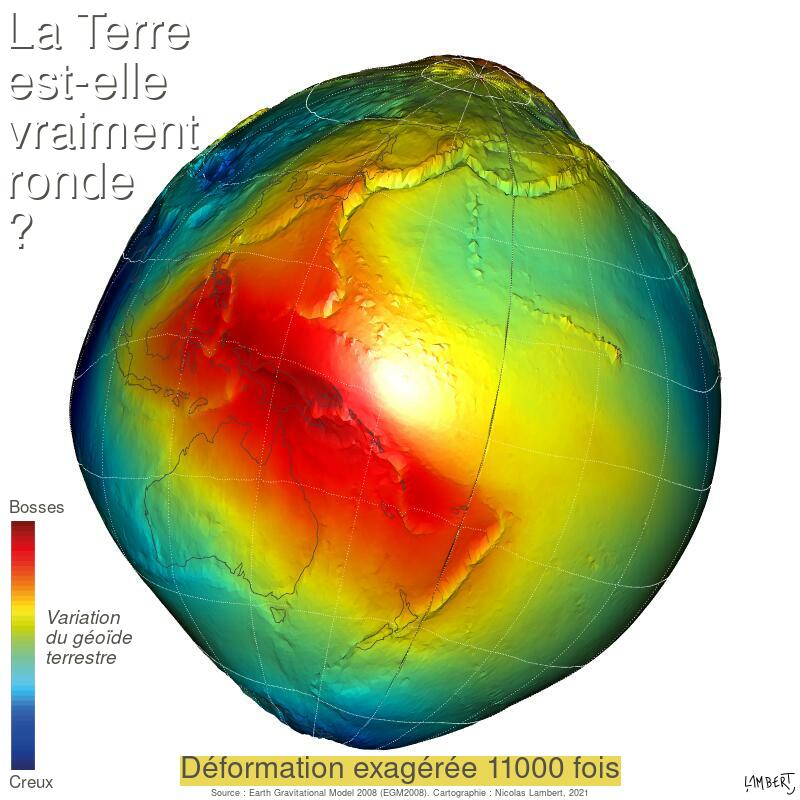 La Terre
est-elle
vraiment
ronde
?
Bosses
Variation
du géoïde
terrestre
Creux
Déformation exagérée 11000 fois
Source : Earth Gravitational Model 2008 (EGM2008). Cartographie : Nicolas Lambert, 2021
LAMBERT